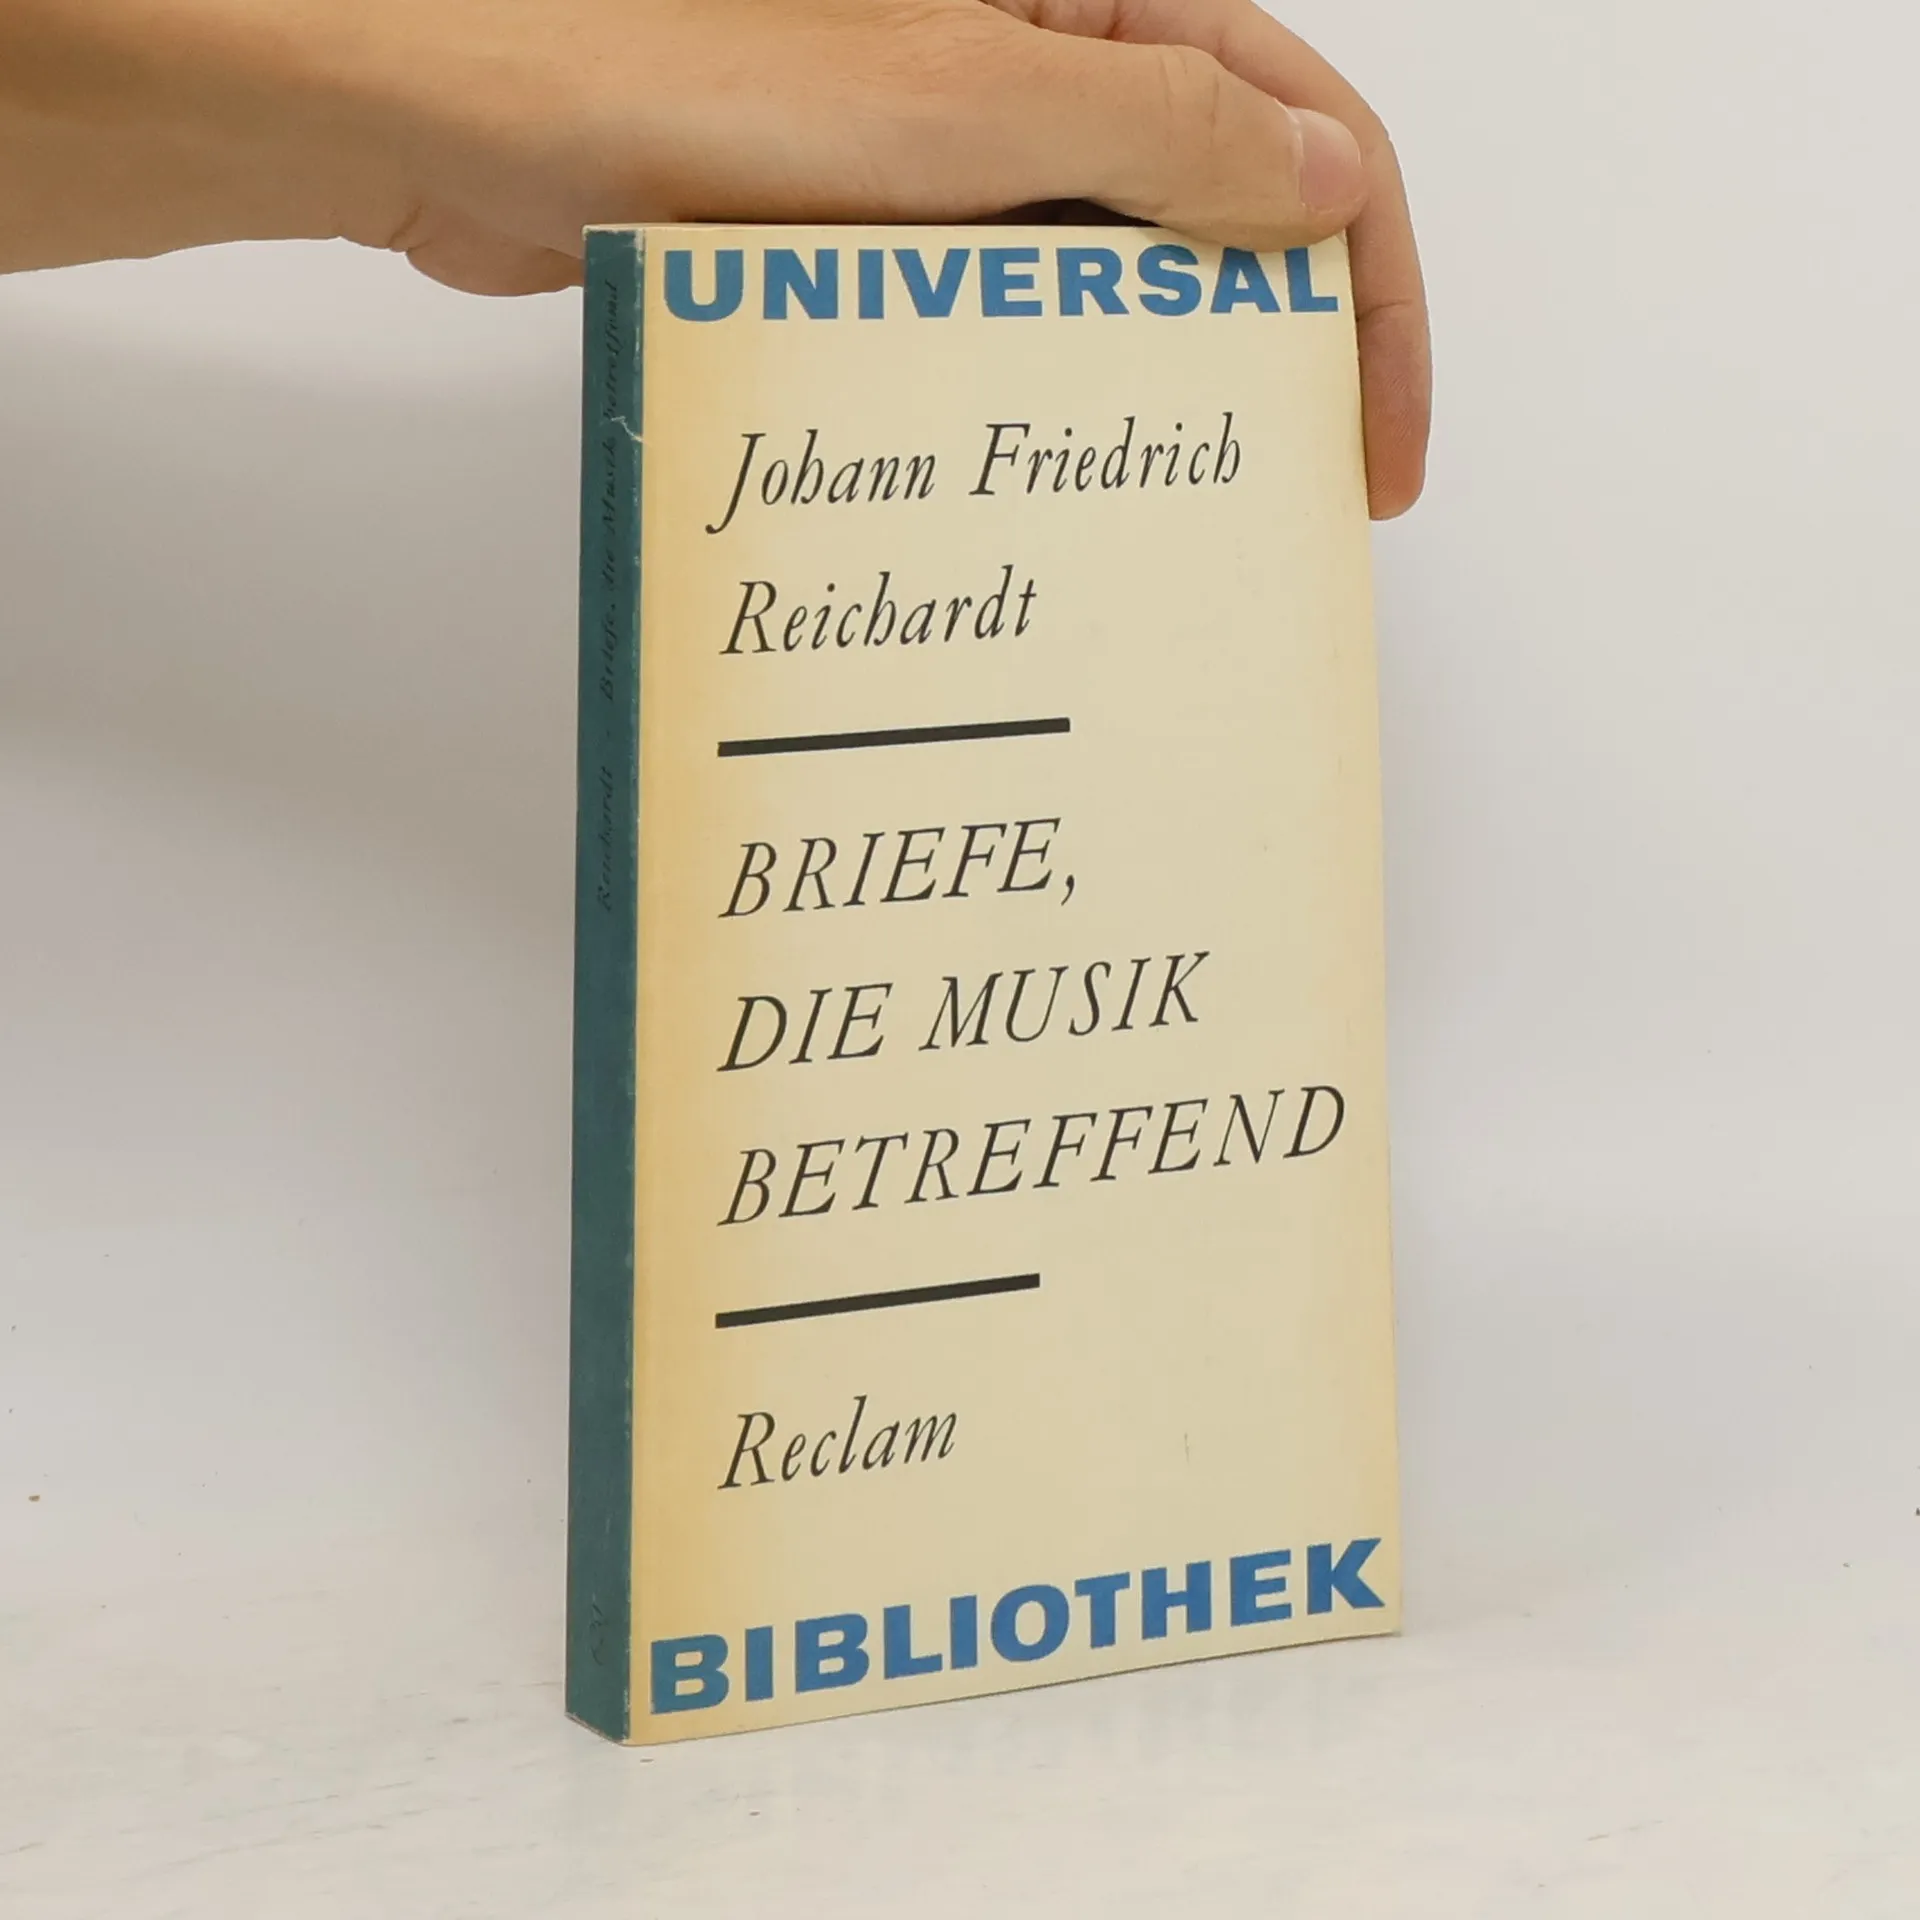 UNIVERSAL
Johann Friedrich
Reichardt
BRIEFE,
DIE MUSIK
BETREFFEND
Reclam
BIBLIOTHEK
Reichardt · Briefe, die Musik betreffend